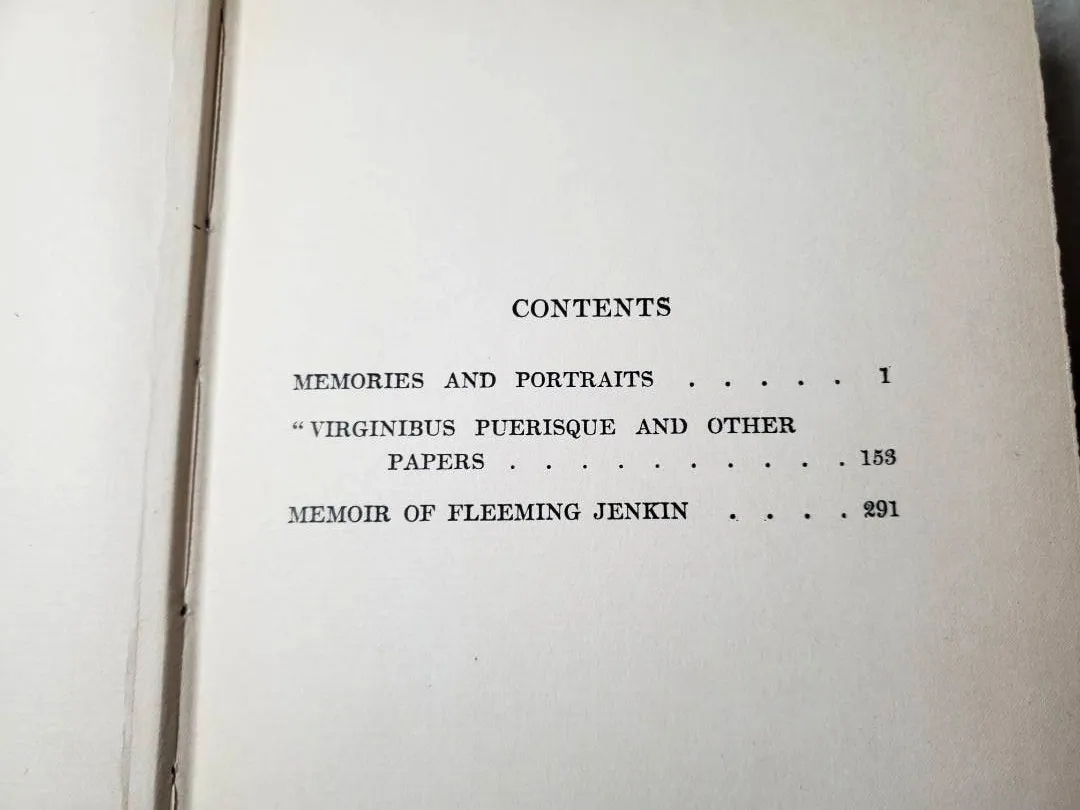 CONTENTS
MEMORIES AND PORTRAITS . . . . . 1
“VIRGINIBUS PUERISQUE AND OTHER
PAPERS . . . . . . . . . . 153
MEMOIR OF FLEEMING JENKIN . . . . 291